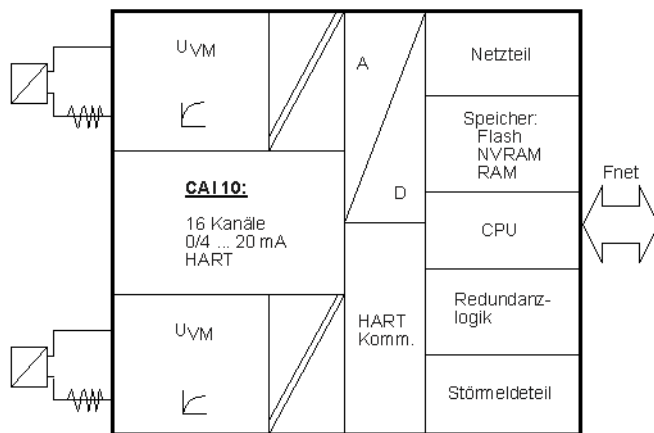 UVM
A
Netzteil
Speicher:
Flash
NVRAM
RAM
Fnet
CAI 10:
D
16 Kanäle
0/4 ... 20 mA
HART
CPU
UVM
HART
Komm.
Redundanz-
logik
Störmeldeteil